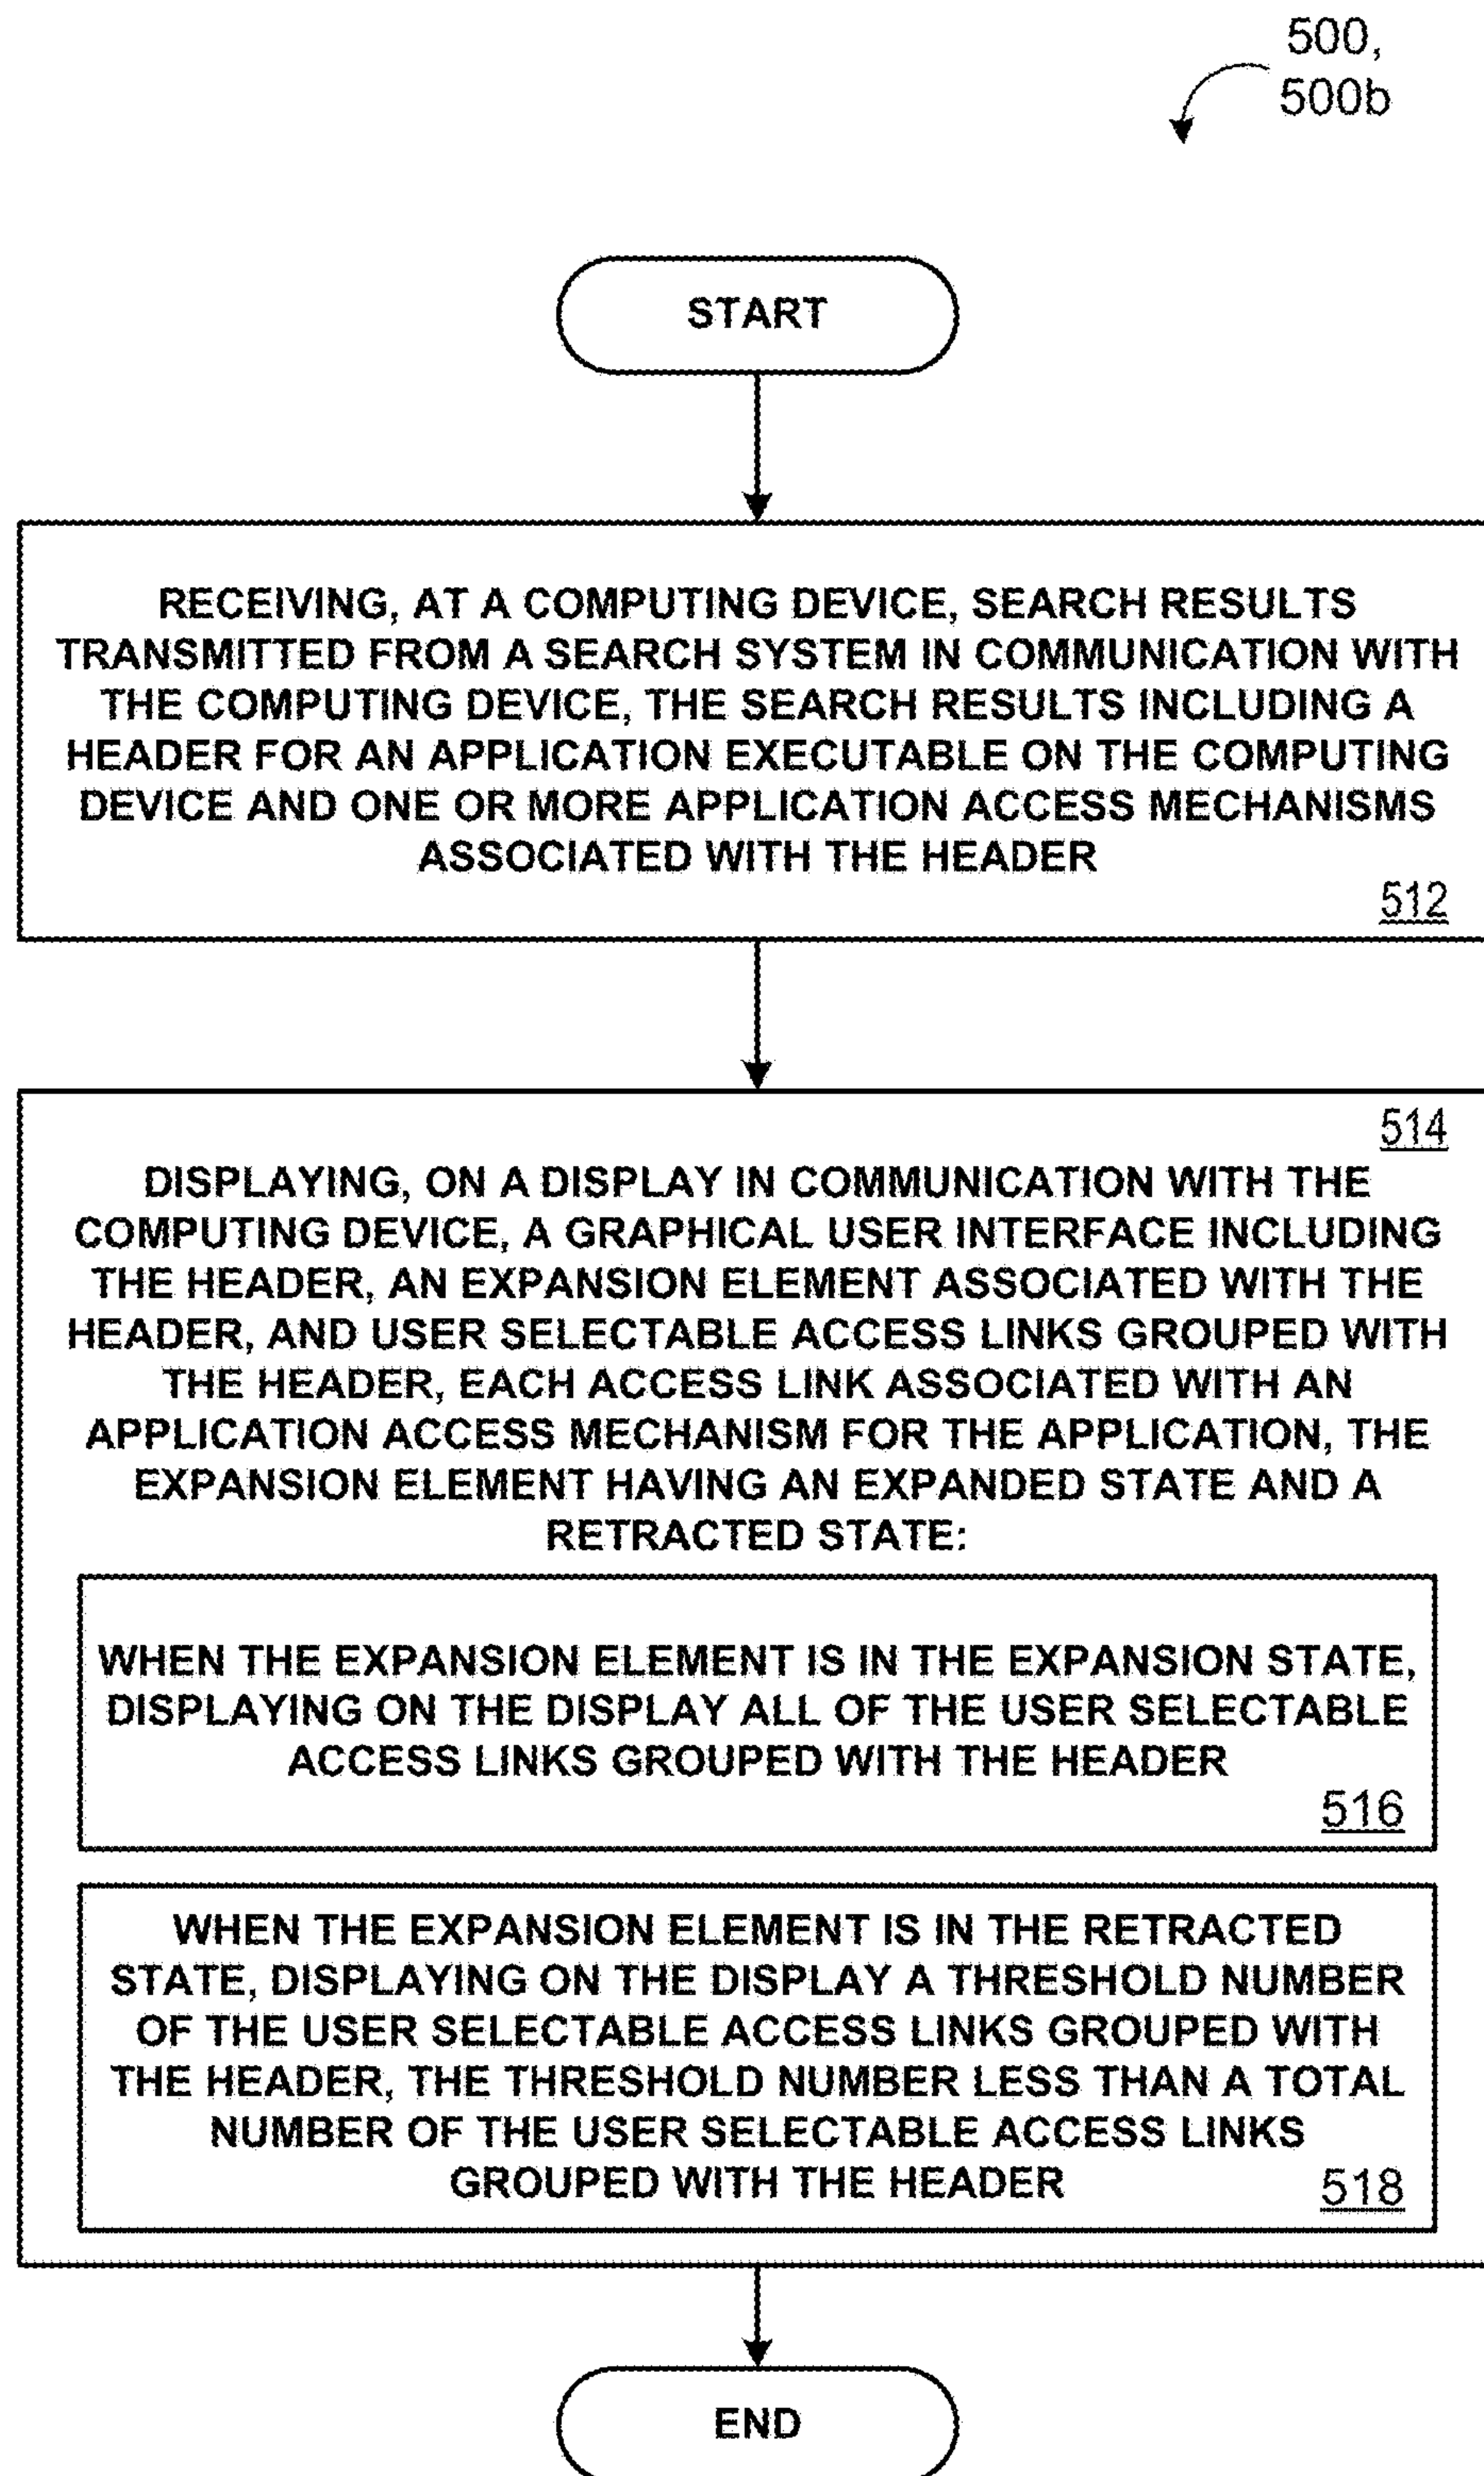 500,
500b
START
RECEIVING, AT A COMPUTING DEVICE, SEARCH RESULTS
TRANSMITTED FROM A SEARCH SYSTEM IN COMMUNICATION WITH
THE COMPUTING DEVICE, THE SEARCH RESULTS INCLUDING A
HEADER FOR AN APPLICATION EXECUTABLE ON THE COMPUTING
DEVICE AND ONE OR MORE APPLICATION ACCESS MECHANISMS
ASSOCIATED WITH THE HEADER
512
514
DISPLAYING, ON A DISPLAY IN COMMUNICATION WITH THE
COMPUTING DEVICE, A GRAPHICAL USER INTERFACE INCLUDING
THE HEADER, AN EXPANSION ELEMENT ASSOCIATED WITH THE
HEADER, AND USER SELECTABLE ACCESS LINKS GROUPED WITH
THE HEADER, EACH ACCESS LINK ASSOCIATED WITH AN
APPLICATION ACCESS MECHANISM FOR THE APPLICATION, THE
EXPANSION ELEMENT HAVING AN EXPANDED STATE AND A
RETRACTED STATE:
WHEN THE EXPANSION ELEMENT IS IN THE EXPANSION STATE,
DISPLAYING ON THE DISPLAY ALL OF THE USER SELECTABLE
ACCESS LINKS GROUPED WITH THE HEADER
516
WHEN THE EXPANSION ELEMENT IS IN THE RETRACTED
STATE, DISPLAYING ON THE DISPLAY A THRESHOLD NUMBER
OF THE USER SELECTABLE ACCESS LINKS GROUPED WITH
THE HEADER, THE THRESHOLD NUMBER LESS THAN A TOTAL
NUMBER OF THE USER SELECTABLE ACCESS LINKS
GROUPED WITH THE HEADER
518
END